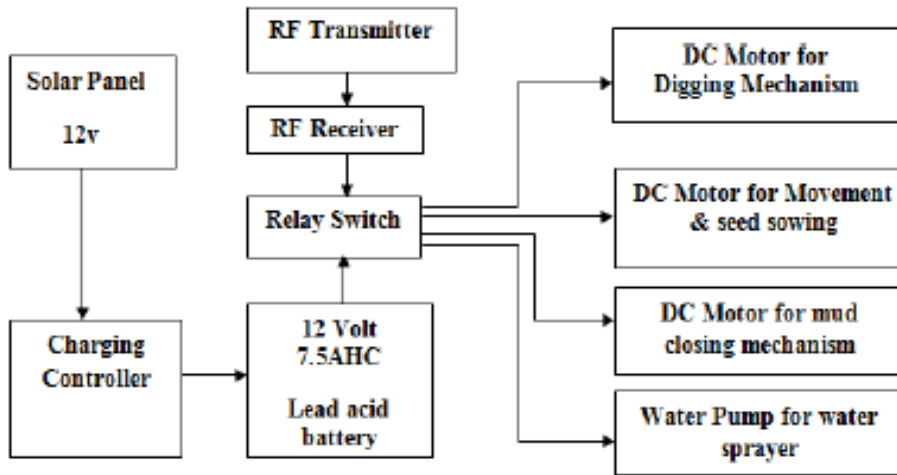 Solar Panel
12v
RF Transmitter
RF Receiver
Relay Switch
Charging
Controller
12 Volt
7.5AHC
Lead acid
battery
DC Motor for
Digging Mechanism
DC Motor for Movement
& seed sowing
DC Motor for mud
closing mechanism
Water Pump for water
sprayer